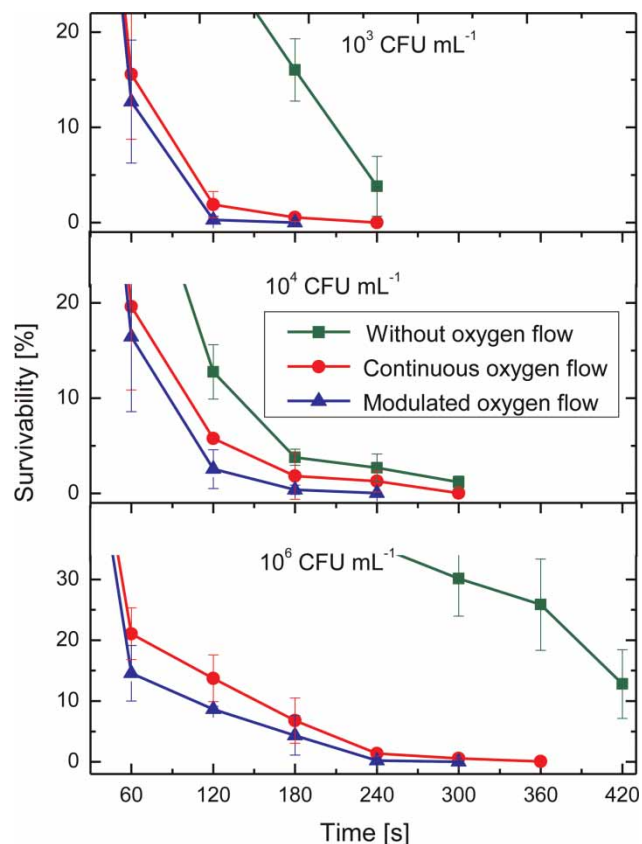 20
10³ CFU mL⁻¹
10
0
Survivability [%]
20
10⁴ CFU mL⁻¹
Without oxygen flow
Continuous oxygen flow
Modulated oxygen flow
10
0
30
10⁶ CFU mL⁻¹
20
10
0
60 120 180 240 300 360 420
Time [s]